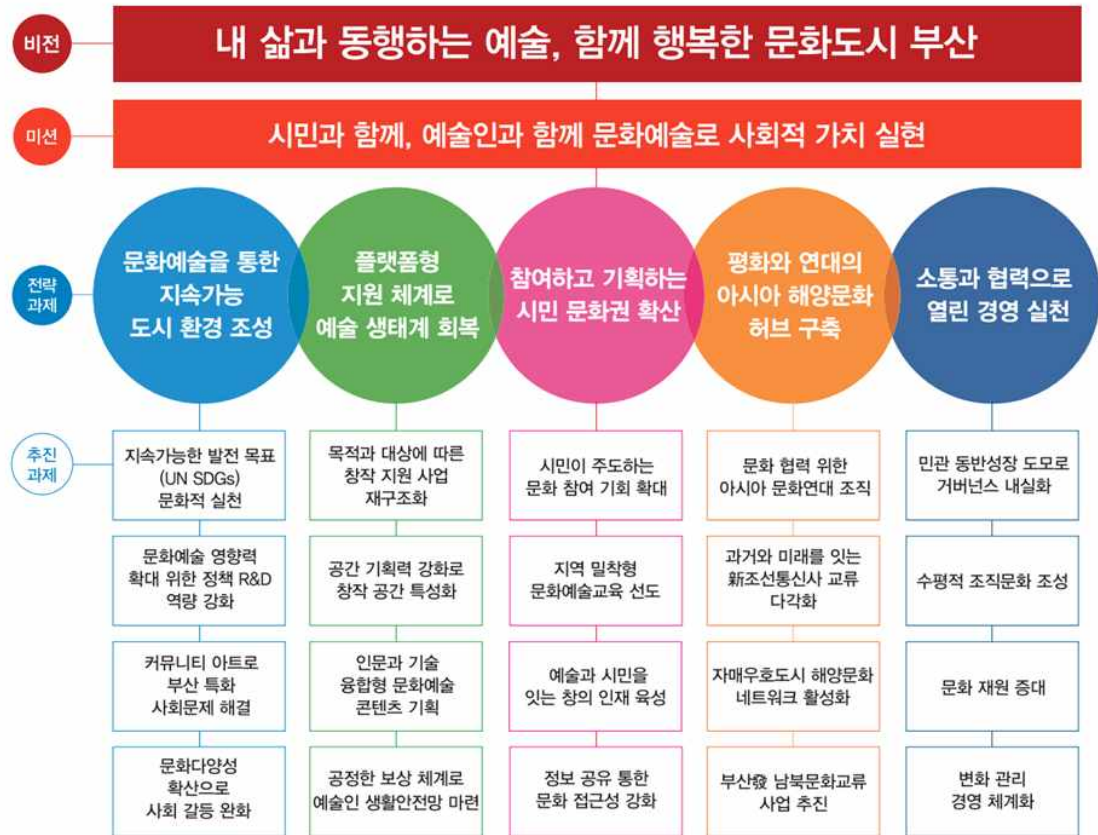 비전
내 삶과 동행하는 예술, 함께 행복한 문화도시 부산
미션
시민과 함께, 예술인과 함께 문화예술로 사회적 가치 실현
전략
과제
문화예술을 통한
지속가능
도시 환경 조성
플랫폼형
지원 체계로
예술 생태계 회복
참여하고 기획하는
시민 문화권 확산
평화와 연대의
아시아 해양문화
허브 구축
소통과 협력으로
열린 경영 실천
추진
과제
지속가능한 발전 목표
(UN SDGs)
문화적 실천
목적과 대상에 따른
창작 지원 사업
재구조화
시민이 주도하는
문화 참여 기회 확대
문화 협력 위한
아시아 문화연대 조직
민관 동반성장 도모로
거버넌스 내실화
문화예술 영향력
확대 위한 정책 R&D
역량 강화
공간 기획력 강화로
창작 공간 특성화
지역 밀착형
문화예술교육 선도
과거와 미래를 잇는
新조선통신사 교류
다각화
수평적 조직문화 조성
커뮤니티 아트로
부산 특화
사회문제 해결
인문과 기술
융합형 문화예술
콘텐츠 기획
예술과 시민을
잇는 창의 인재 육성
자매우호도시 해양문화
네트워크 활성화
문화 재원 증대
문화다양성
확산으로
사회 갈등 완화
공정한 보상 체계로
예술인 생활안전망 마련
정보 공유 통한
문화 접근성 강화
부산發 남북문화교류
사업 추진
변화 관리
경영 체계화